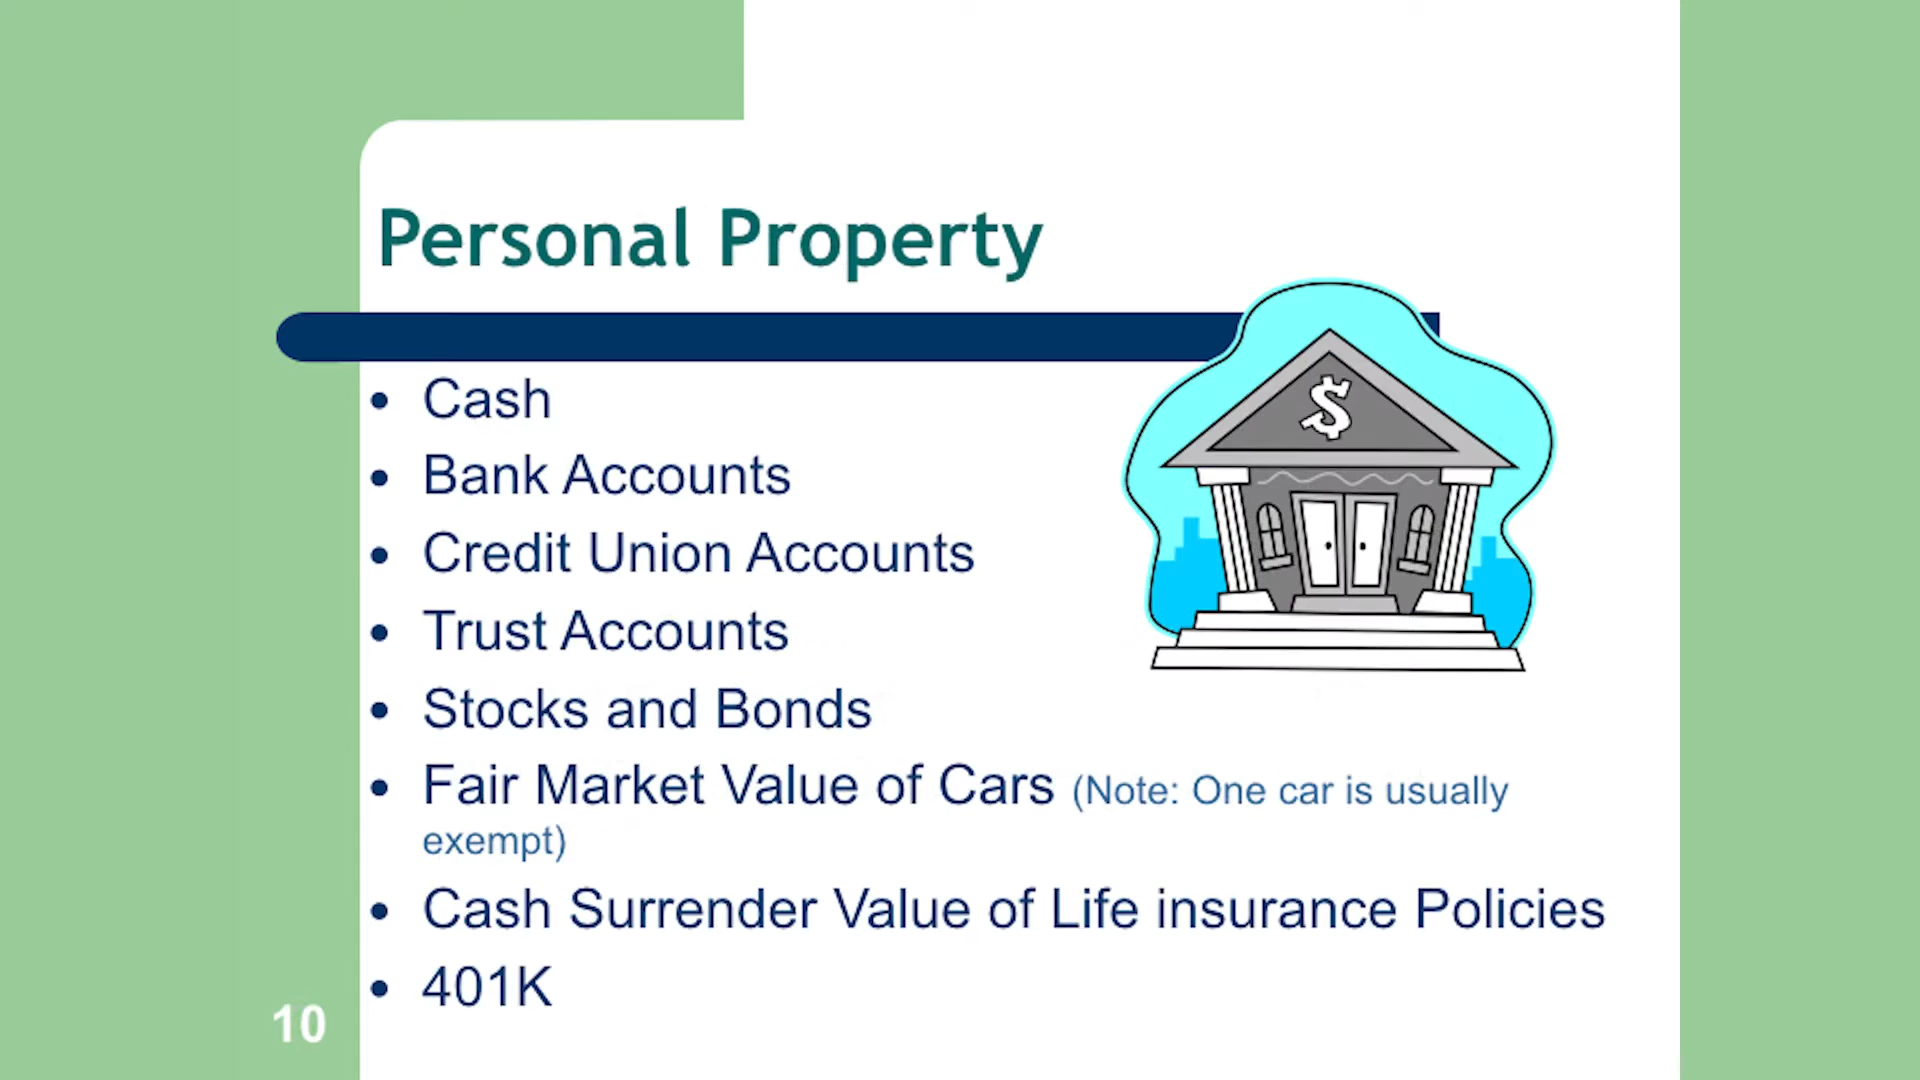 Personal Property
$
• Cash
• Bank Accounts
• Credit Union Accounts
• Trust Accounts
• Stocks and Bonds
• Fair Market Value of Cars (Note: One car is usually
exempt)
• Cash Surrender Value of Life insurance Policies
• 401K
10